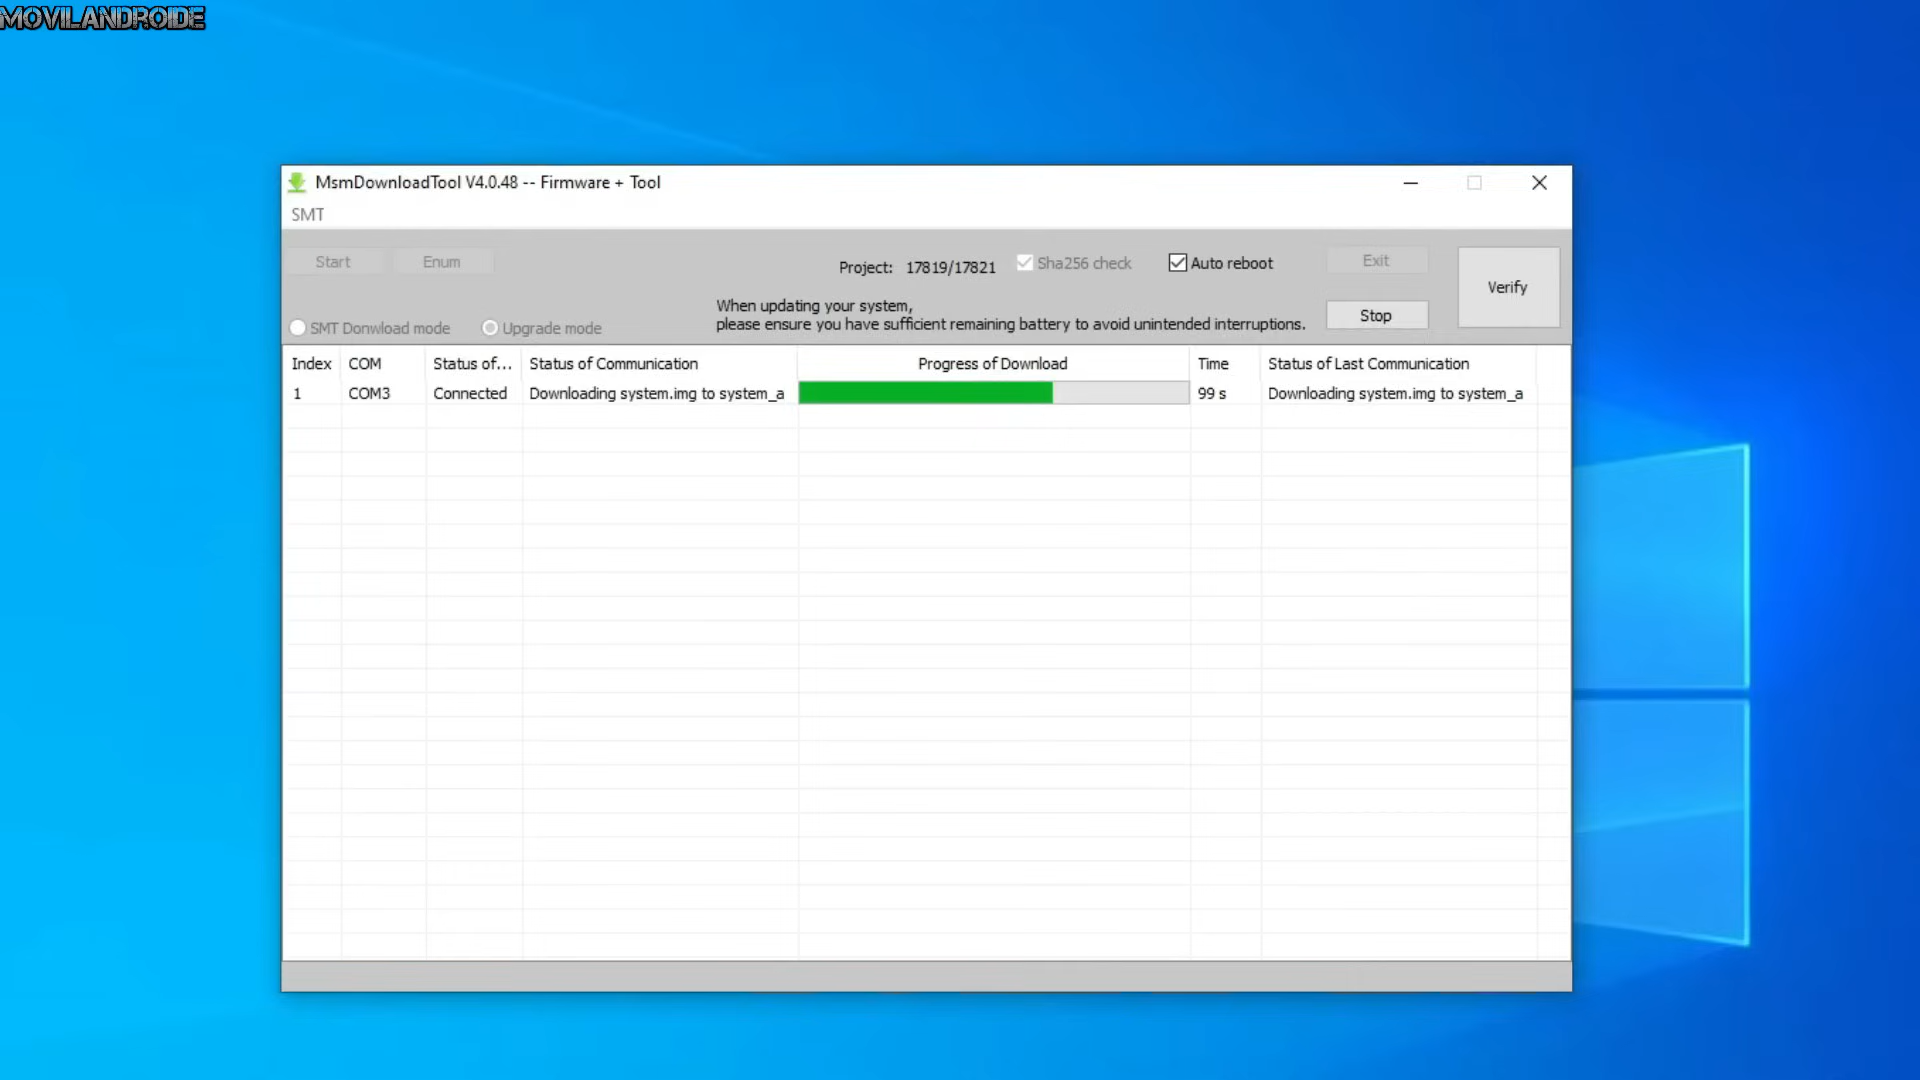 MOVILANDROIDE
MsmDownloadTool V4.0.48 -- Firmware + Tool
SMT
Start Enum Project: 17819/17821 Sha256 check Auto reboot Exit
Verify
When updating your system,
please ensure you have sufficient remaining battery to avoid unintended interruptions.
Stop
SMT Donwload mode Upgrade mode
Index COM Status of... Status of Communication Progress of Download Time Status of Last Communication
1 COM3 Connected Downloading system.img to system_a 99 s Downloading system.img to system_a